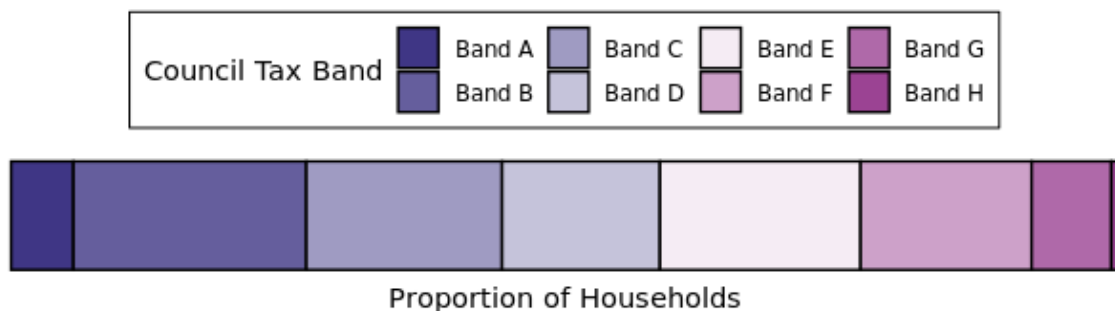 Council Tax Band
Band A
Band C
Band E
Band G
Band B
Band D
Band F
Band H
Proportion of Households